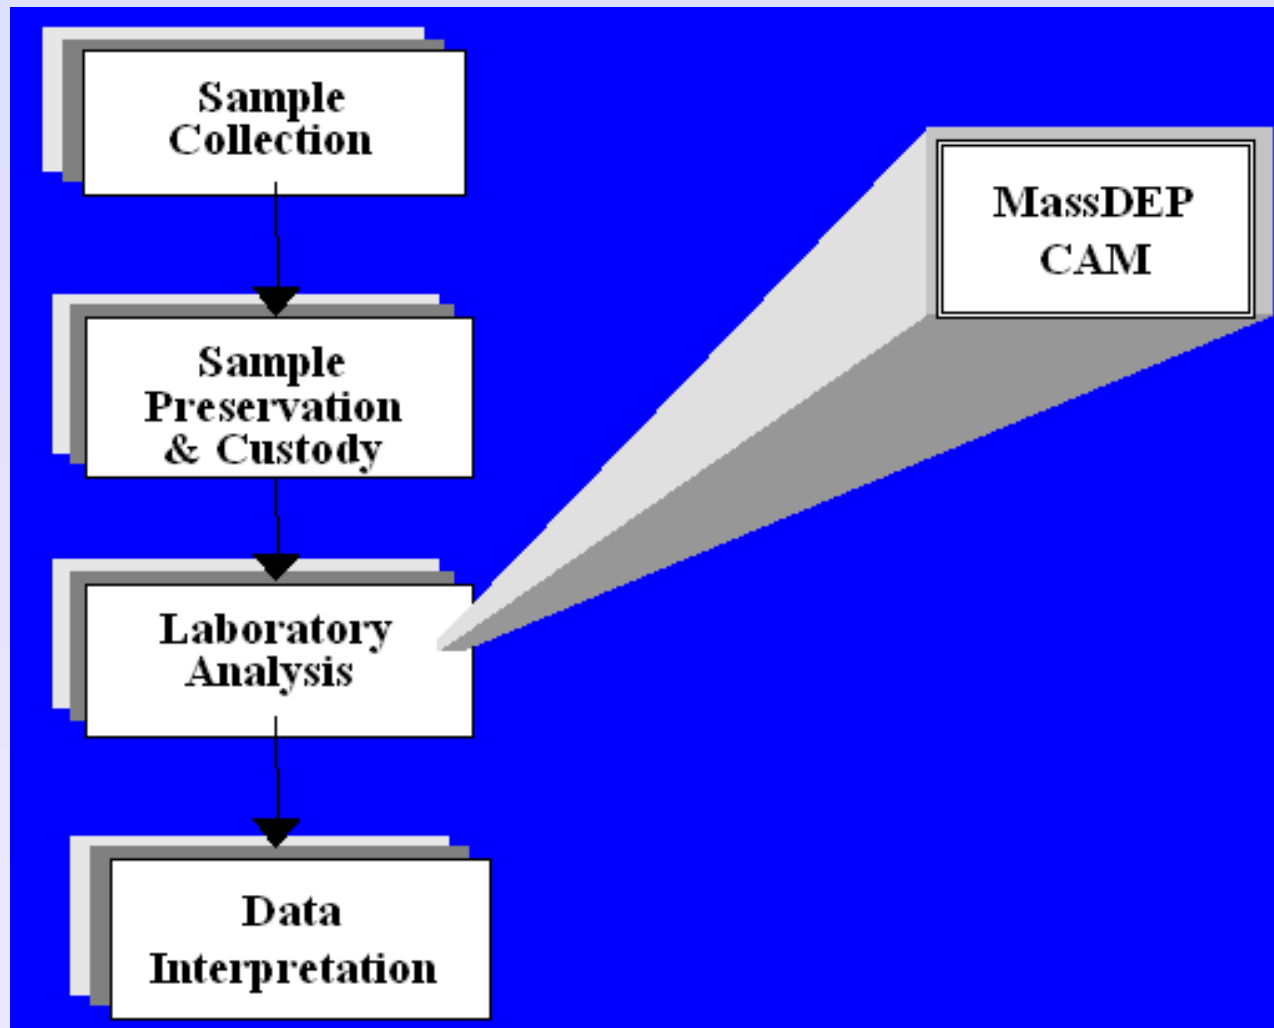 Sample
Collection
Sample
Preservation
& Custody
Laboratory
Analysis
Data
Interpretation
MassDEP
CAM